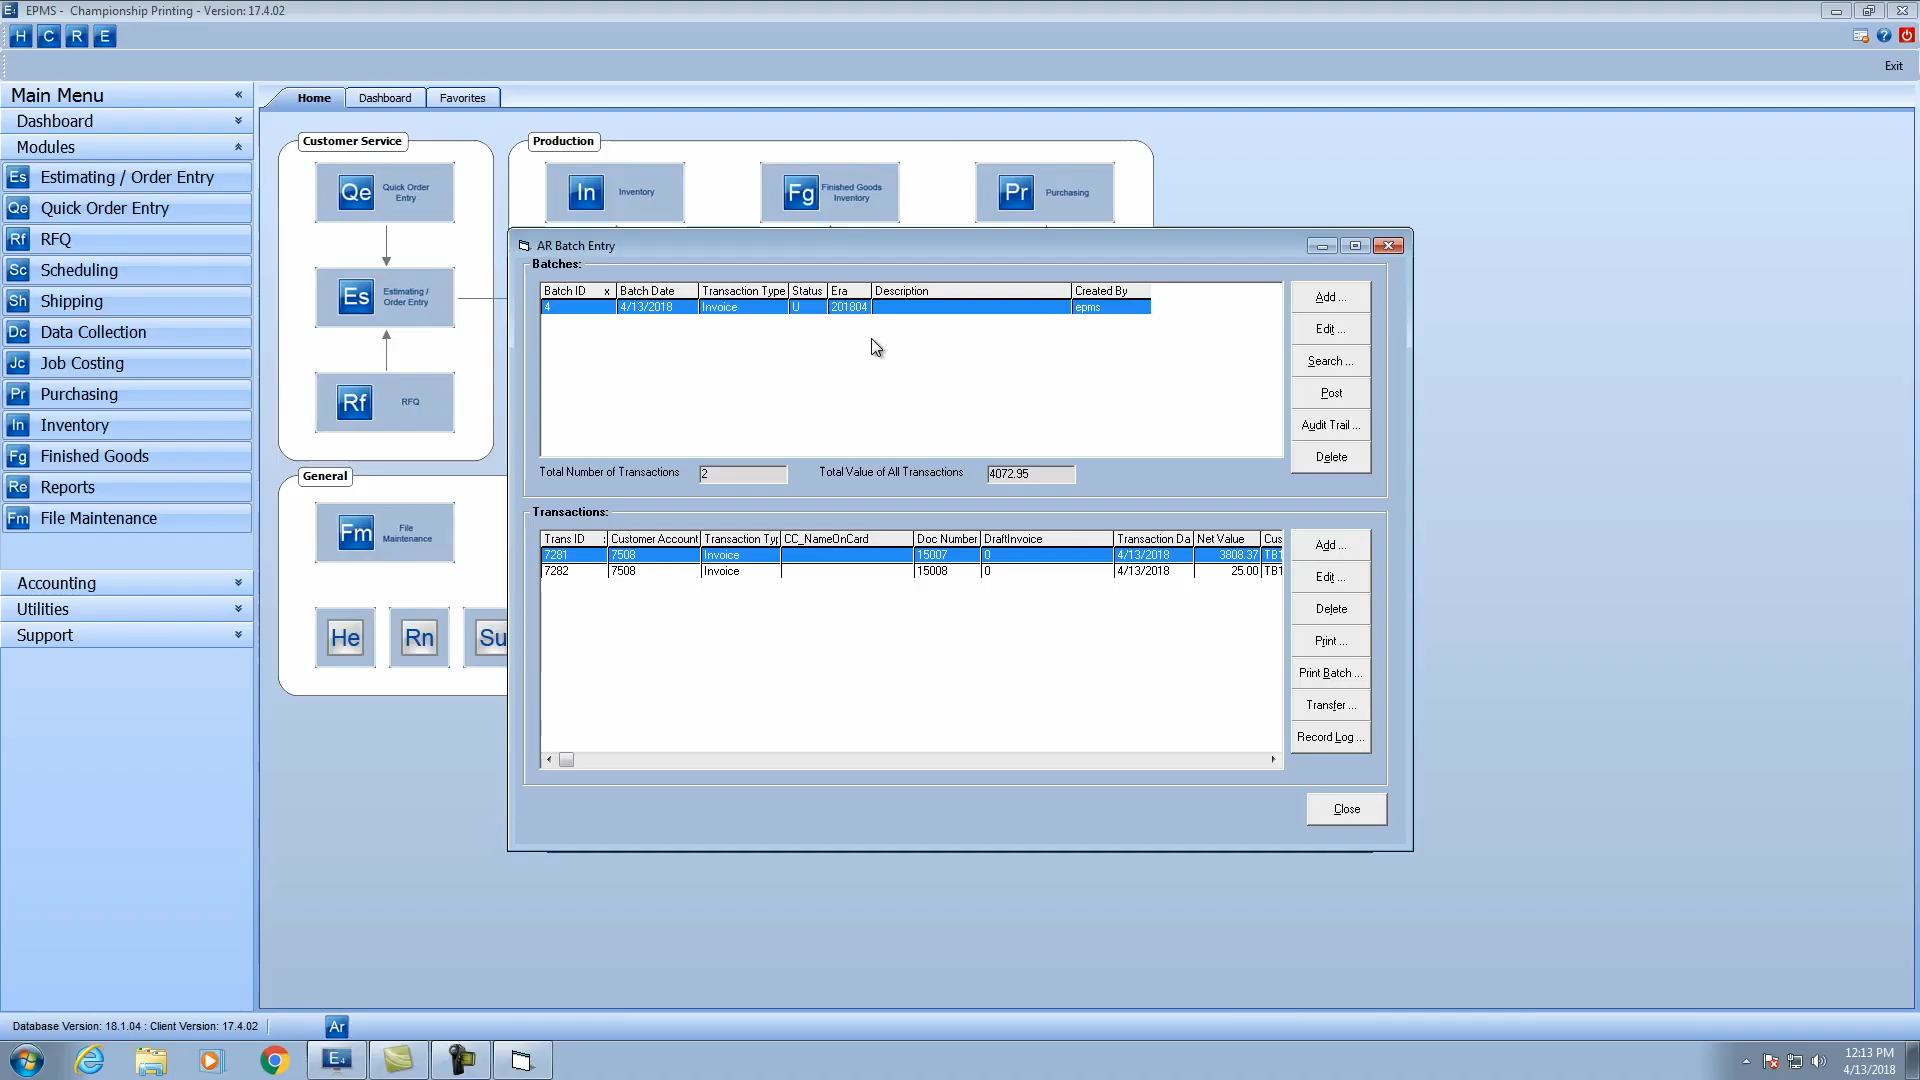 EPMS - Championship Printing - Version: 17.4.02
H C R E
Exit
Main Menu
Dashboard
Modules
Es Estimating / Order Entry
Qe Quick Order Entry
Rf RFQ
Sc Scheduling
Sh Shipping
Dc Data Collection
Jc Job Costing
Pr Purchasing
In Inventory
Fg Finished Goods
Re Reports
Fm File Maintenance
Accounting
Utilities
Support
Home Dashboard Favorites
Customer Service
Qe Quick Order
Entry
Es Estimating /
Order Entry
Rf RFQ
General
Fm File
Maintenance
He Rn Su
Production
In Inventory
Fg Finished Goods
Inventory
Pr Purchasing
AR Batch Entry
Batches:
Batch ID x Batch Date Transaction Type Status Era Description Created By
4 4/13/2018 Invoice U 201804 epms
Add ...
Edit ...
Search ...
Post
Audit Trail ...
Delete
Total Number of Transactions 2 Total Value of All Transactions 4072.95
Transactions:
Trans ID : Customer Account Transaction Typ CC_NameOnCard Doc Number DraftInvoice Transaction Da Net Value Cus
7281 7508 Invoice 15007 0 4/13/2018 3808.37 TB1
7282 7508 Invoice 15008 0 4/13/2018 25.00 TB1
Add ...
Edit ...
Delete
Print ...
Print Batch ...
Transfer ...
Record Log ...
Close
Database Version: 18.1.04 : Client Version: 17.4.02
Ar
E4
12:13 PM
4/13/2018